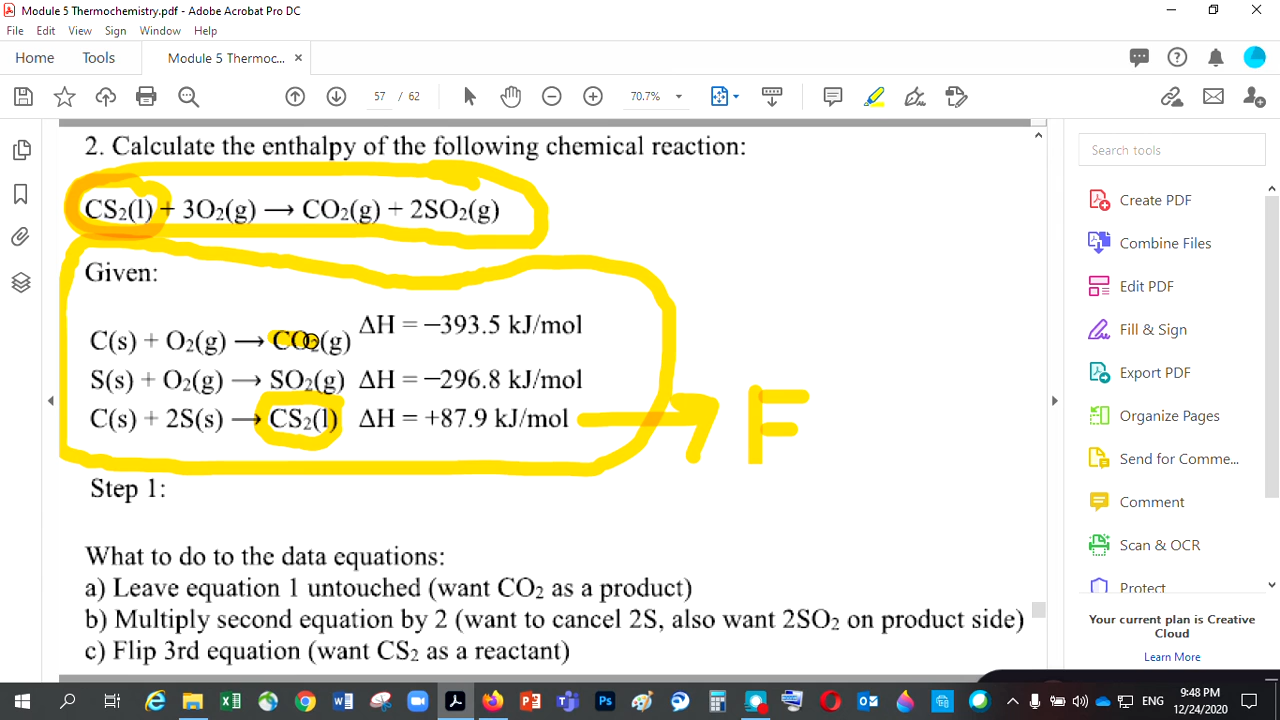 Module 5 Thermochemistry.pdf - Adobe Acrobat Pro DC
File Edit View Sign Window Help
Home Tools Module 5 Thermoc... ×
57 / 62 70.7%
2. Calculate the enthalpy of the following chemical reaction:
CS₂(l) + 3O₂(g) ⟶ CO₂(g) + 2SO₂(g)
Given:
C(s) + O₂(g) ⟶ CO₂(g) ΔH = −393.5 kJ/mol
S(s) + O₂(g) ⟶ SO₂(g) ΔH = −296.8 kJ/mol
C(s) + 2S(s) ⟶ CS₂(l) ΔH = +87.9 kJ/mol
F
Step 1:
What to do to the data equations:
a) Leave equation 1 untouched (want CO₂ as a product)
b) Multiply second equation by 2 (want to cancel 2S, also want 2SO₂ on product side)
c) Flip 3rd equation (want CS₂ as a reactant)
Search tools
Create PDF
Combine Files
Edit PDF
Fill & Sign
Export PDF
Organize Pages
Send for Comme...
Comment
Scan & OCR
Protect
Your current plan is Creative
Cloud
Learn More
ENG
9:48 PM
12/24/2020